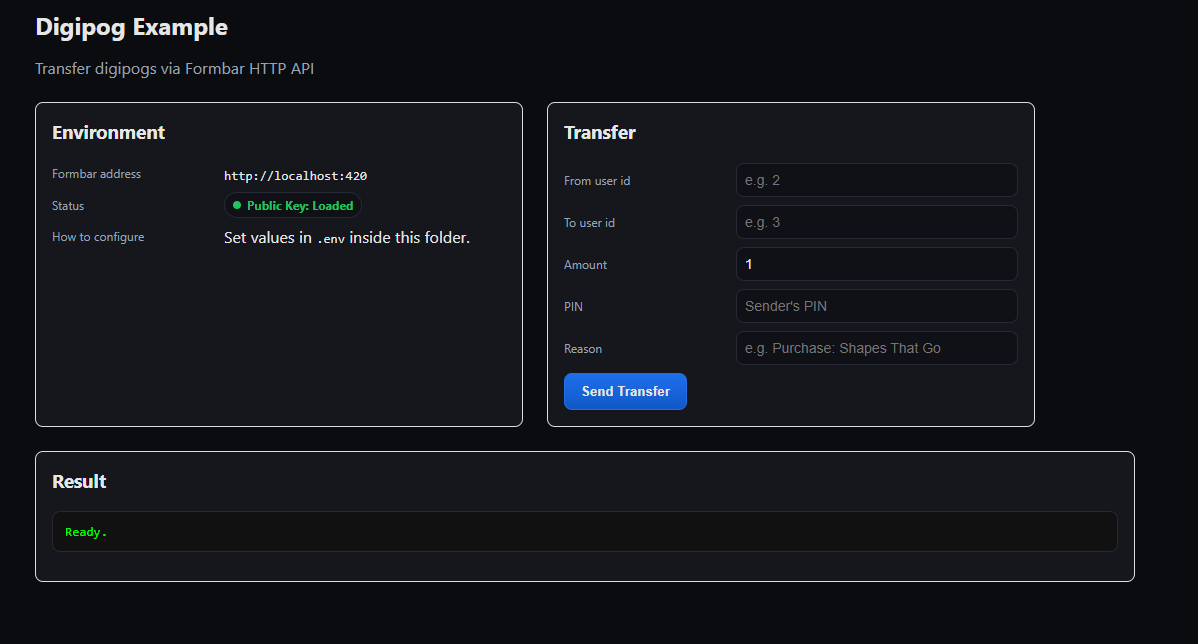 Digipog Example
Transfer digipogs via Formbar HTTP API
Environment
Formbar address http://localhost:420
Status Public Key: Loaded
How to configure Set values in .env inside this folder.
Transfer
From user id e.g. 2
To user id e.g. 3
Amount 1
PIN Sender's PIN
Reason e.g. Purchase: Shapes That Go
Send Transfer
Result
Ready.